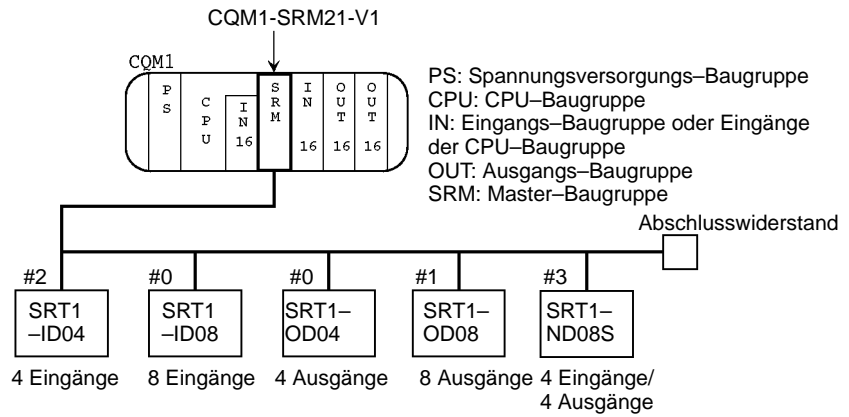 CQM1-SRM21-V1
CQM1
PS
CPU
IN
16
SRM
IN
16
OUT
16
OUT
16
PS: Spannungsversorgungs–Baugruppe
CPU: CPU–Baugruppe
IN: Eingangs–Baugruppe oder Eingänge
der CPU–Baugruppe
OUT: Ausgangs–Baugruppe
SRM: Master–Baugruppe
Abschlusswiderstand
#2
#0
#0
#1
#3
SRT1
–ID04
SRT1
–ID08
SRT1–
OD04
SRT1–
OD08
SRT1–
ND08S
4 Eingänge
8 Eingänge
4 Ausgänge
8 Ausgänge
4 Eingänge/
4 Ausgänge